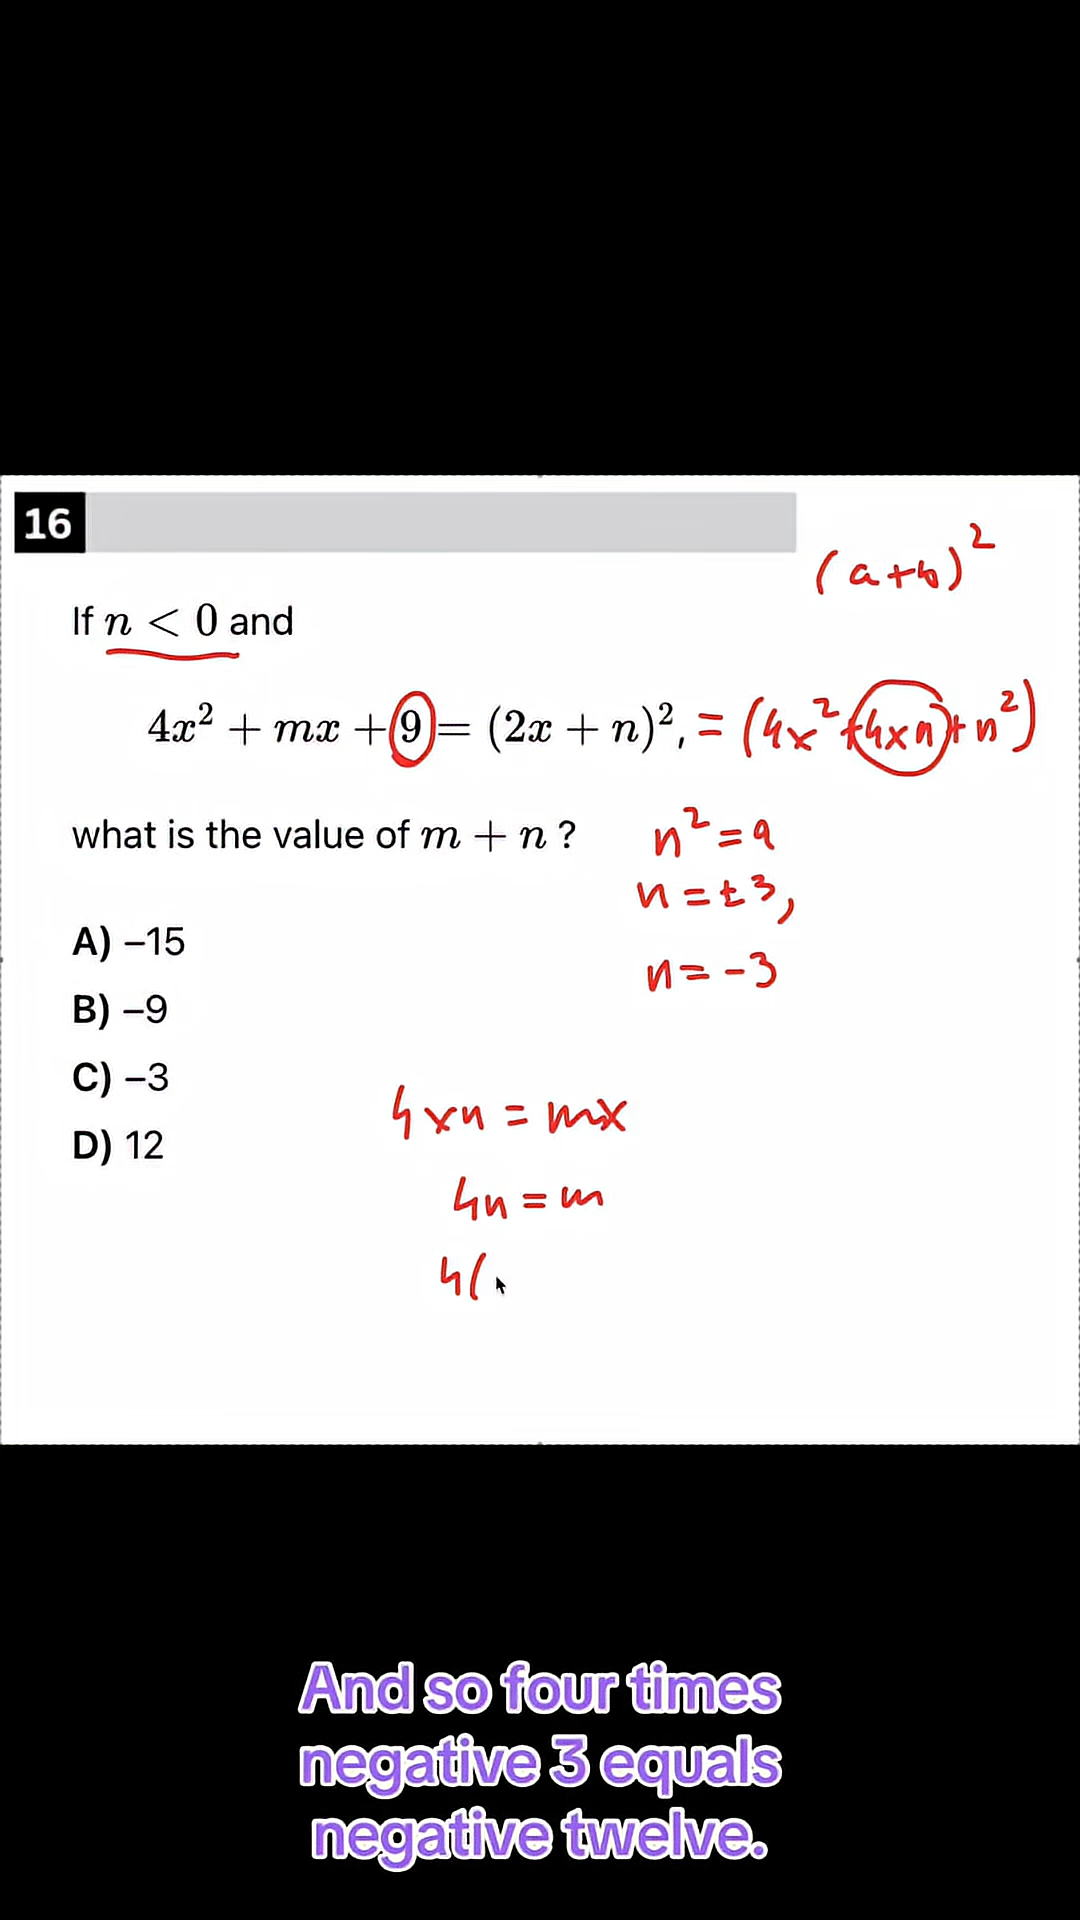 16
(a+b)²
If n < 0 and
4x² + mx + 9 = (2x + n)², = (4x² + 4xn + n²)
what is the value of m + n ?
n² = 9
n = ±3,
n = -3
A) –15
B) –9
C) –3
D) 12
4xn = mx
4n = m
4(
And so four times
negative 3 equals
negative twelve.